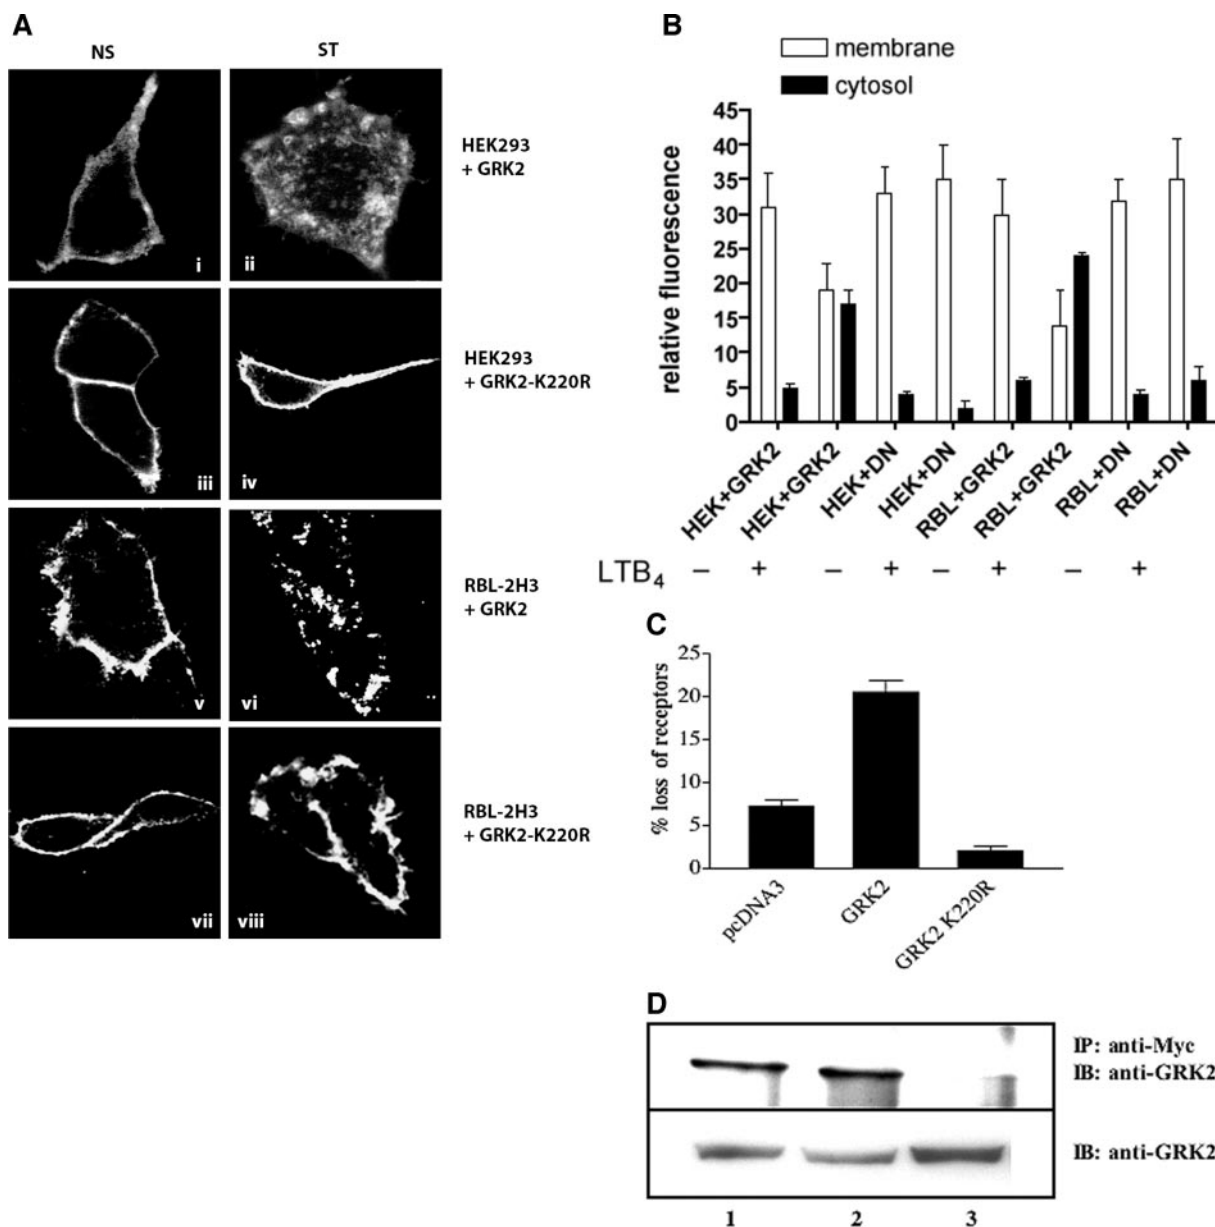 A
NS
ST
i
ii
HEK293
+ GRK2
iii
iv
HEK293
+ GRK2-K220R
v
vi
RBL-2H3
+ GRK2
vii
viii
RBL-2H3
+ GRK2-K220R
B
membrane
cytosol
relative fluorescence
45
40
35
30
25
20
15
10
5
0
HEK+GRK2
HEK+GRK2
HEK+DN
HEK+DN
RBL+GRK2
RBL+GRK2
RBL+DN
RBL+DN
LTB4 – + – + – + – +
C
% loss of receptors
25
20
15
10
5
0
pcDNA3
GRK2
GRK2 K220R
D
IP: anti-Myc
IB: anti-GRK2
IB: anti-GRK2
1 2 3